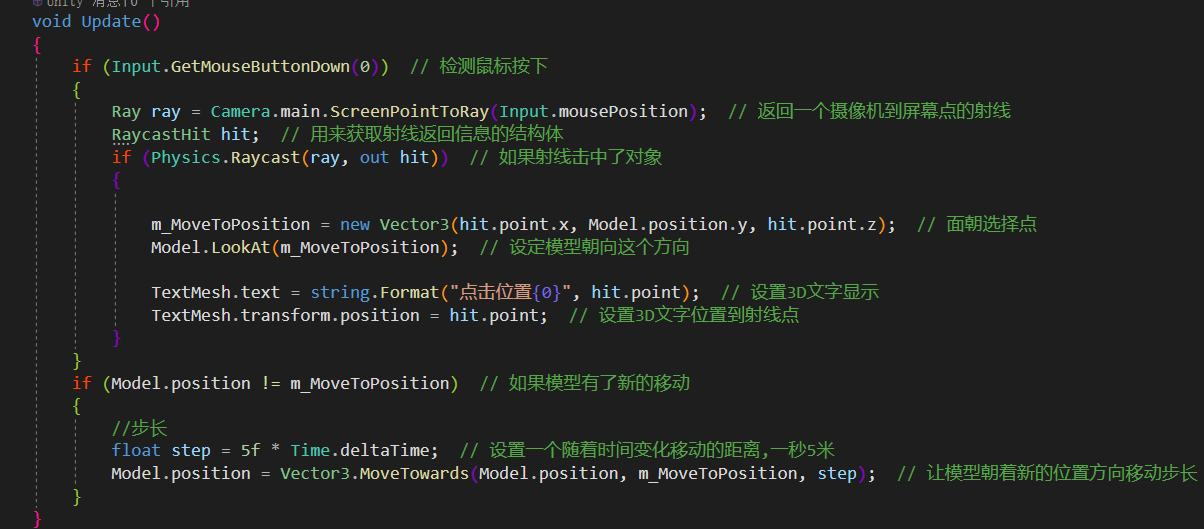 Unity 消息|0 个引用
void Update()
{
if (Input.GetMouseButtonDown(0))  // 检测鼠标按下
{
Ray ray = Camera.main.ScreenPointToRay(Input.mousePosition);  // 返回一个摄像机到屏幕点的射线
RaycastHit hit;  // 用来获取射线返回信息的结构体
if (Physics.Raycast(ray, out hit))  // 如果射线击中了对象
{
m_MoveToPosition = new Vector3(hit.point.x, Model.position.y, hit.point.z);  // 面朝选择点
Model.LookAt(m_MoveToPosition);  // 设定模型朝向这个方向
TextMesh.text = string.Format("点击位置{0}", hit.point);  // 设置3D文字显示
TextMesh.transform.position = hit.point;  // 设置3D文字位置到射线点
}
}
if (Model.position != m_MoveToPosition)  // 如果模型有了新的移动
{
//步长
float step = 5f * Time.deltaTime;  // 设置一个随着时间变化移动的距离,一秒5米
Model.position = Vector3.MoveTowards(Model.position, m_MoveToPosition, step);  // 让模型朝着新的位置方向移动步长
}
}